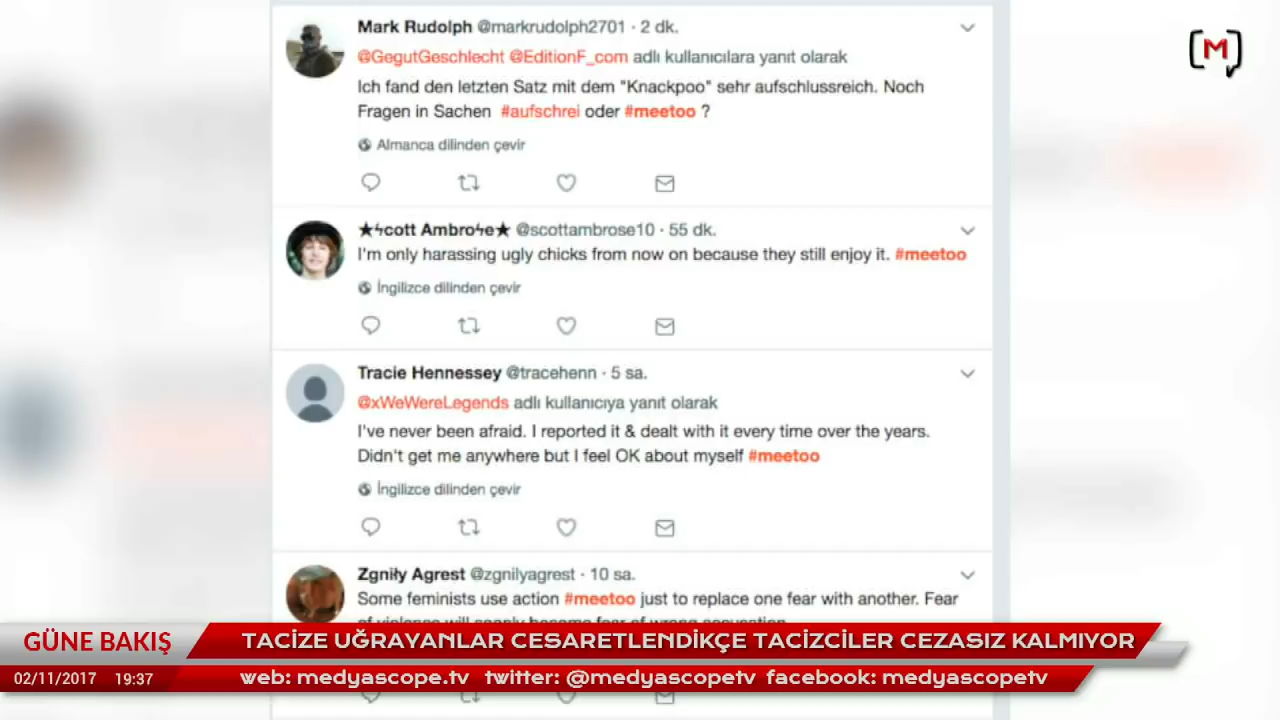 Mark Rudolph @markrudolph2701 · 2 dk.
@GegutGeschlecht @EditionF_com adlı kullanıcılara yanıt olarak
Ich fand den letzten Satz mit dem "Knackpoo" sehr aufschlussreich. Noch
Fragen in Sachen #aufschrei oder #meetoo ?
Almanca dilinden çevir
★ϟcott Ambroϟe★ @scottambrose10 · 55 dk.
I'm only harassing ugly chicks from now on because they still enjoy it. #meetoo
İngilizce dilinden çevir
Tracie Hennessey @tracehenn · 5 sa.
@xWeWereLegends adlı kullanıcıya yanıt olarak
I've never been afraid. I reported it & dealt with it every time over the years.
Didn't get me anywhere but I feel OK about myself #meetoo
İngilizce dilinden çevir
Zgniły Agrest @zgnilyagrest · 10 sa.
Some feminists use action #meetoo just to replace one fear with another. Fear
[M]
GÜNE BAKIŞ
TACİZE UĞRAYANLAR CESARETLENDİKÇE TACİZCİLER CEZASIZ KALMIYOR
02/11/2017 19:37
web: medyascope.tv twitter: @medyascopetv facebook: medyascopetv